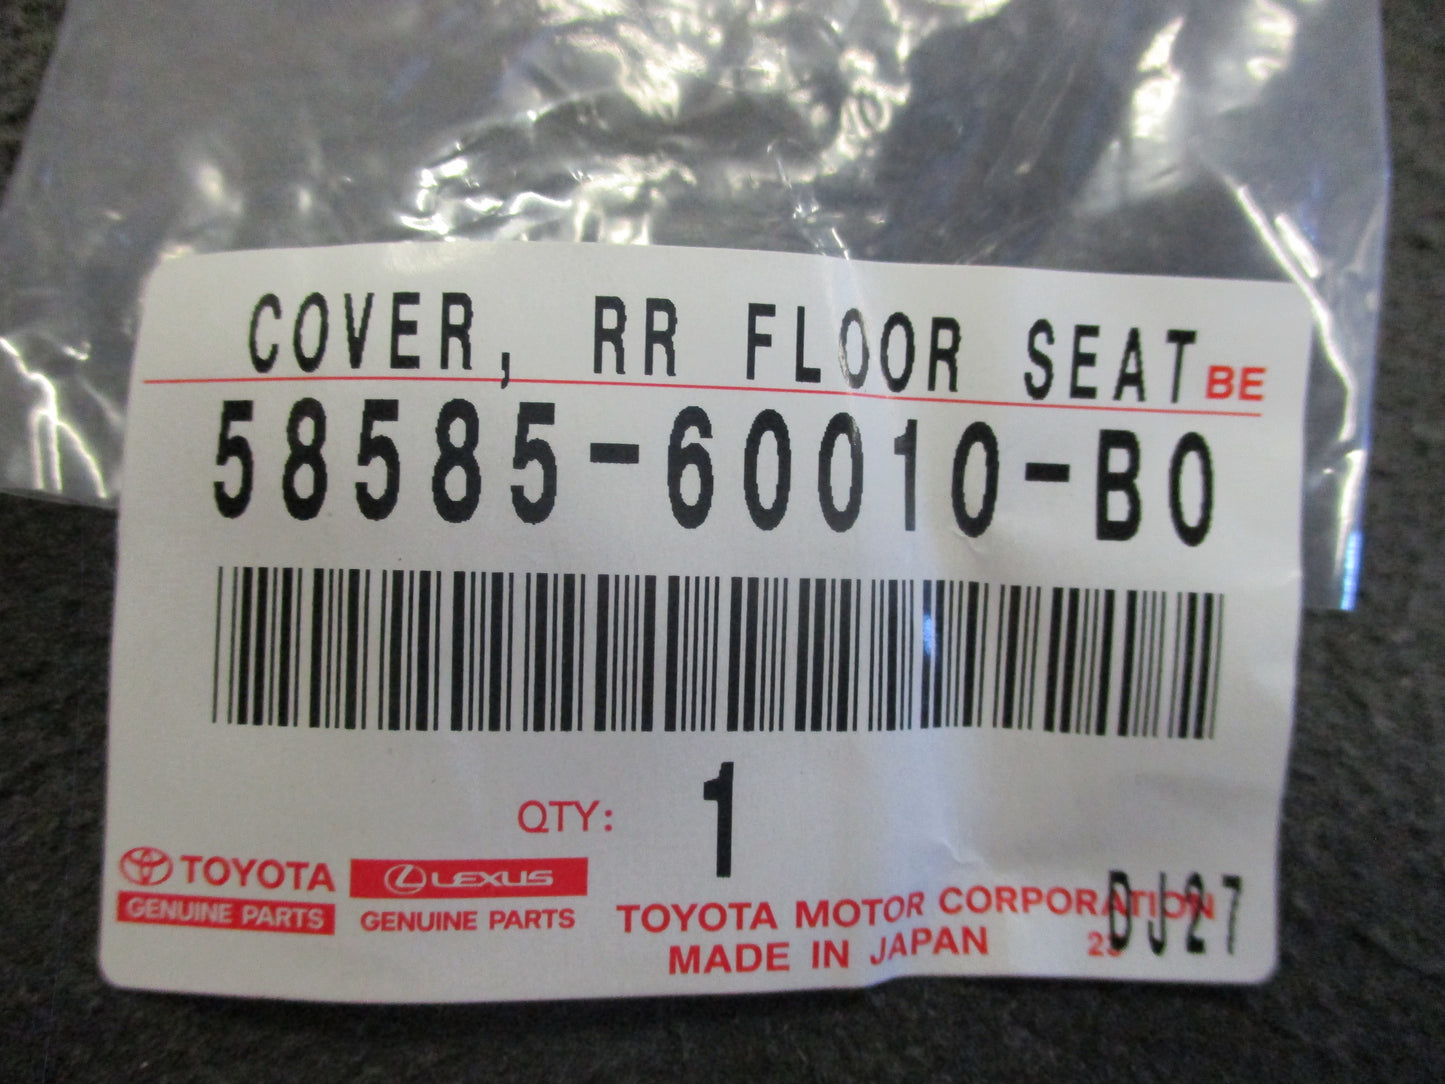 COVER, RR FLOOR SEAT BE
58585-60010-B0
QTY: 1
TOYOTA
GENUINE PARTS
LEXUS
GENUINE PARTS
TOYOTA MOTOR CORPORATION
MADE IN JAPAN
DJ27